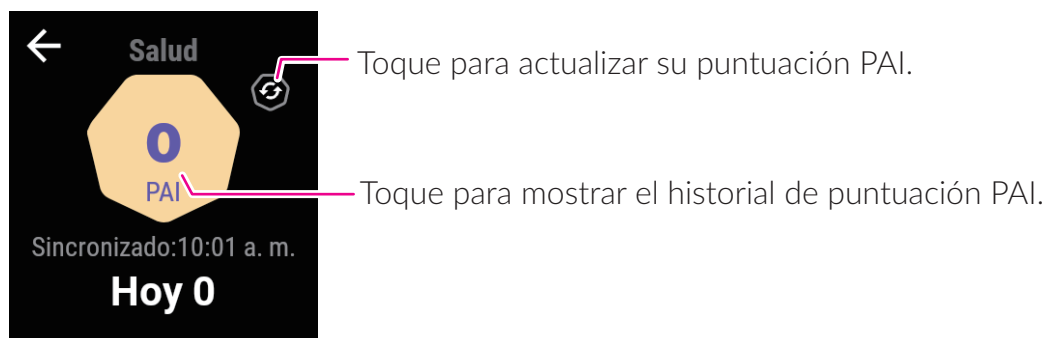 Salud
Toque para actualizar su puntuación PAI.
0
PAI
Toque para mostrar el historial de puntuación PAI.
Sincronizado:10:01 a. m.
Hoy 0